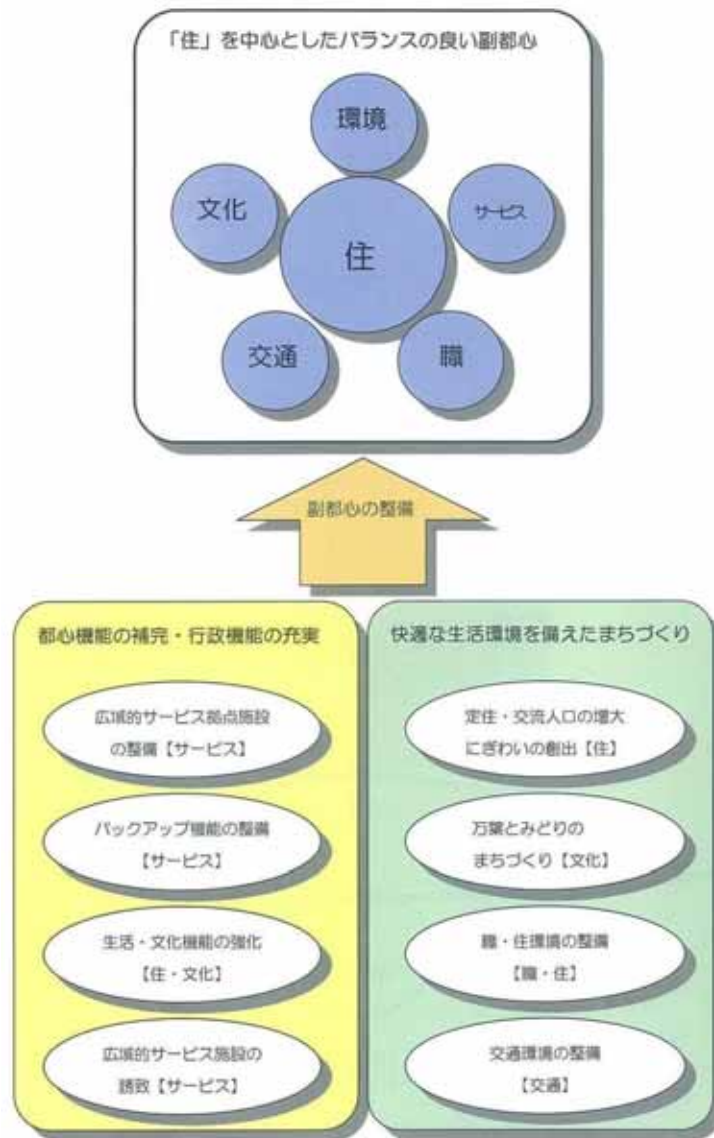 「住」を中心としたバランスの良い副都心
環境
文化
サービス
住
交通
職
副都心の整備
都心機能の補完・行政機能の充実
広域的サービス拠点施設
の整備【サービス】
バックアップ機能の整備
【サービス】
生活・文化機能の強化
【住・文化】
広域的サービス施設の
誘致【サービス】
快適な生活環境を備えたまちづくり
定住・交流人口の増大
にぎわいの創出【住】
万葉とみどりの
まちづくり【文化】
職・住環境の整備
【職・住】
交通環境の整備
【交通】